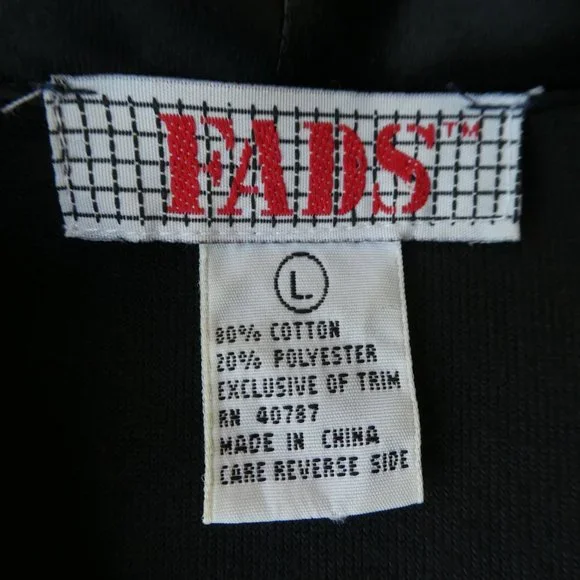 FADS™
L
80% COTTON
20% POLYESTER
EXCLUSIVE OF TRIM
RN 40787
MADE IN CHINA
CARE REVERSE SIDE